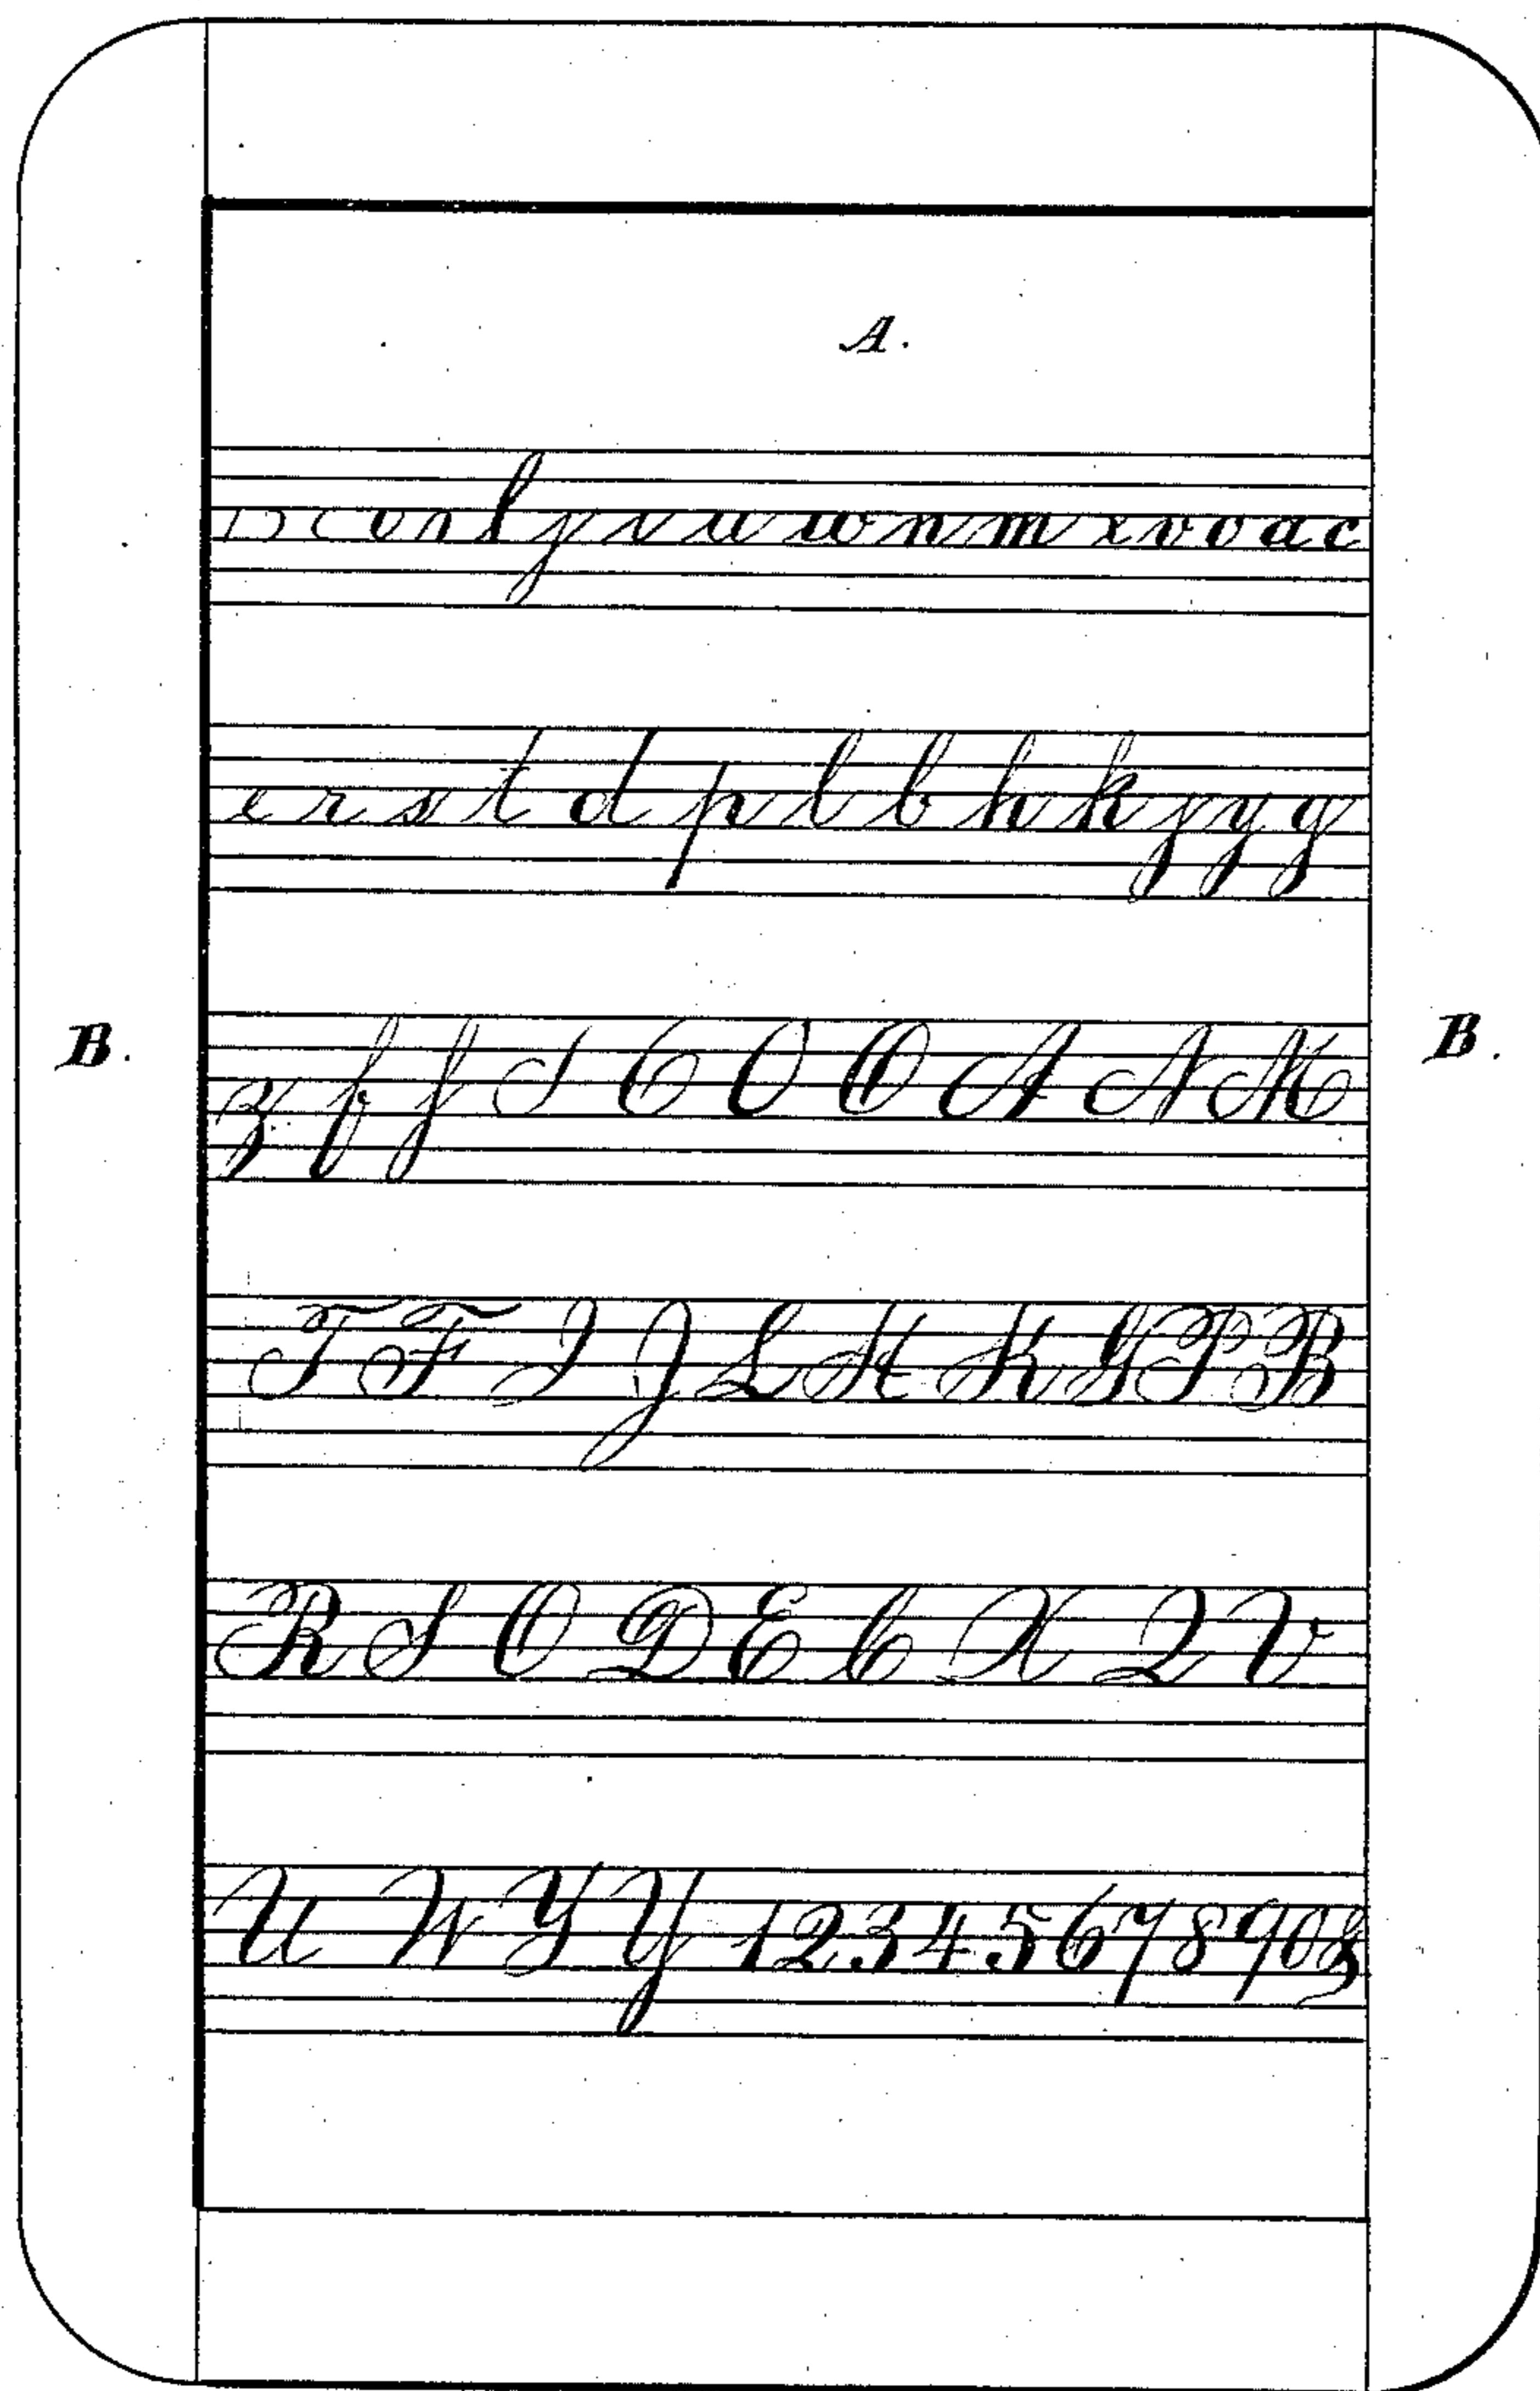 A.
i u w n m x v o a c
e r s t d p l b h k j y g
B.
z f f S C O O A N M
B.
T F I J L H K G P B
R S O D E C X Q V
U W Y Y 1 2 3 4 5 6 7 8 9 0 &